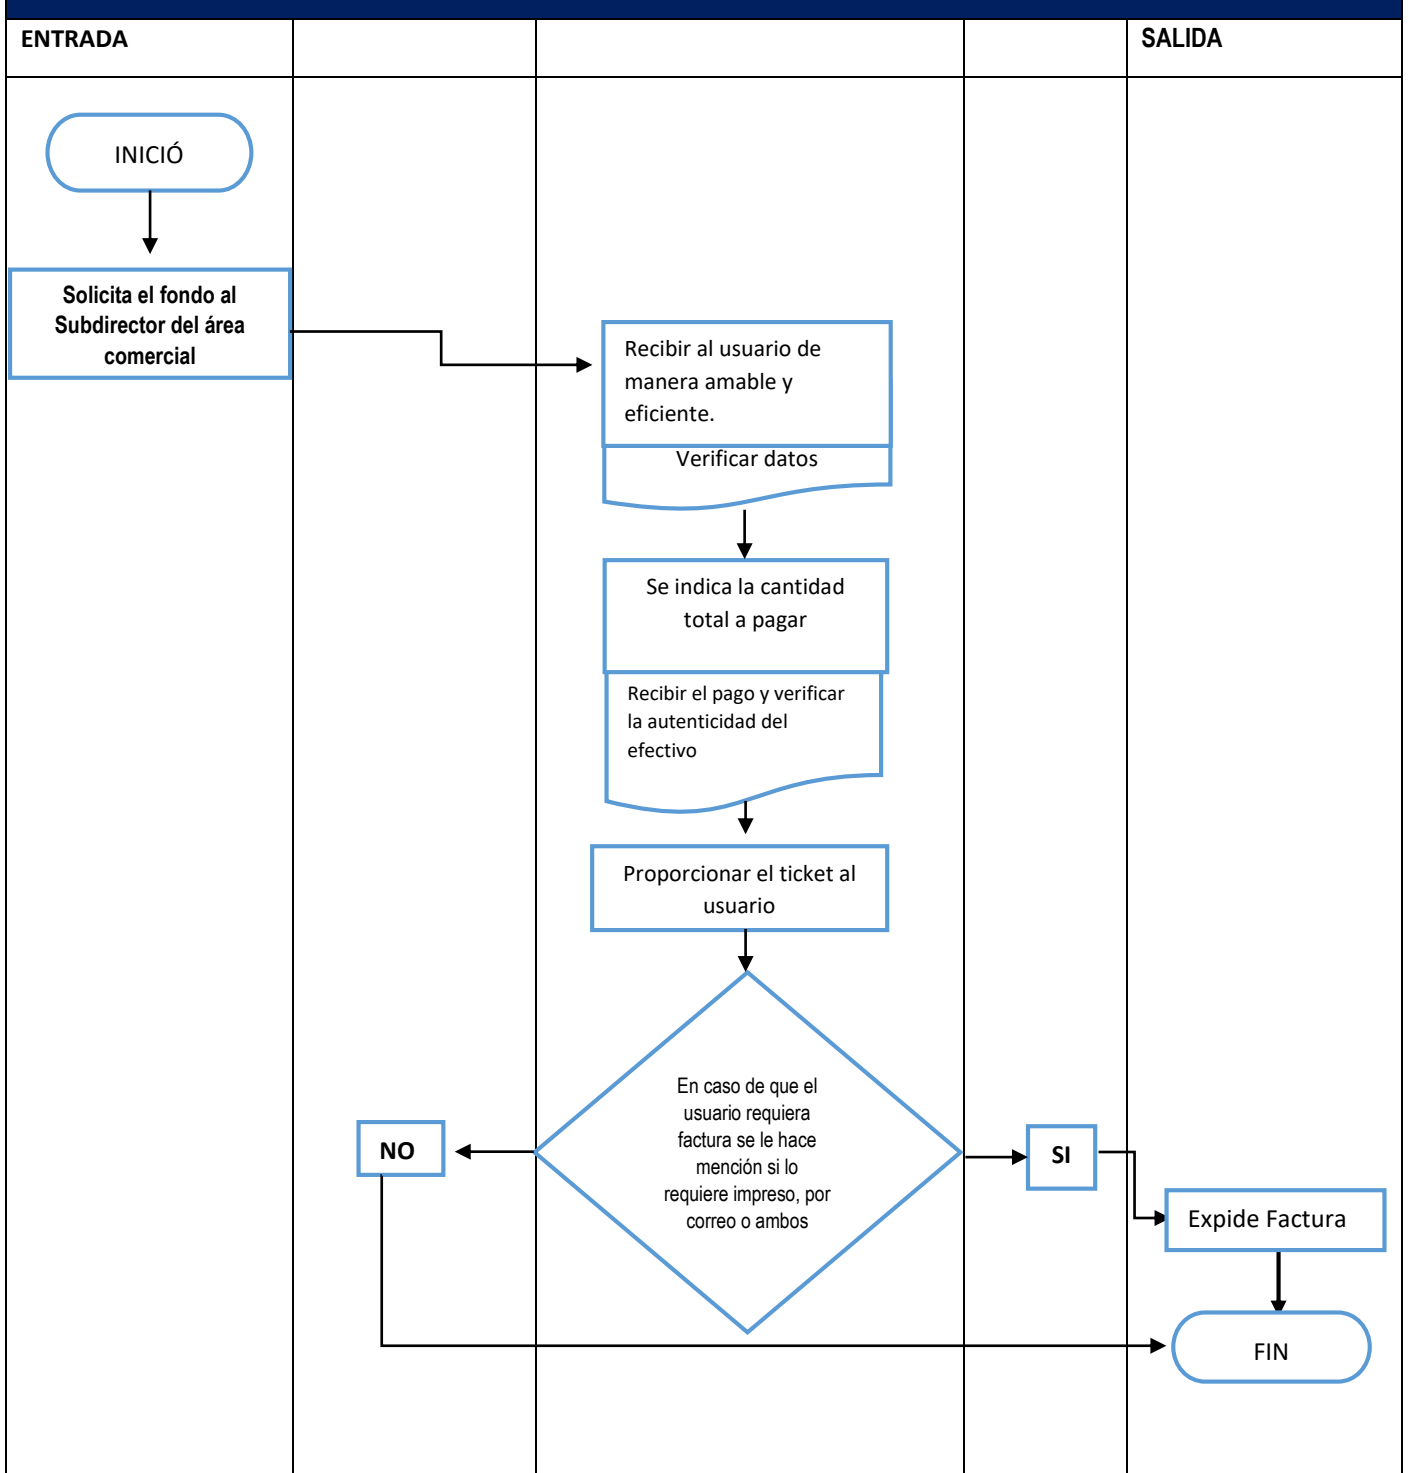 ENTRADA
SALIDA
INICIÓ
Solicita el fondo al
Subdirector del área
comercial
Recibir al usuario de
manera amable y
eficiente.
Verificar datos
Se indica la cantidad
total a pagar
Recibir el pago y verificar
la autenticidad del
efectivo
Proporcionar el ticket al
usuario
En caso de que el
usuario requiera
factura se le hace
mención si lo
requiere impreso, por
correo o ambos
NO
SI
Expide Factura
FIN